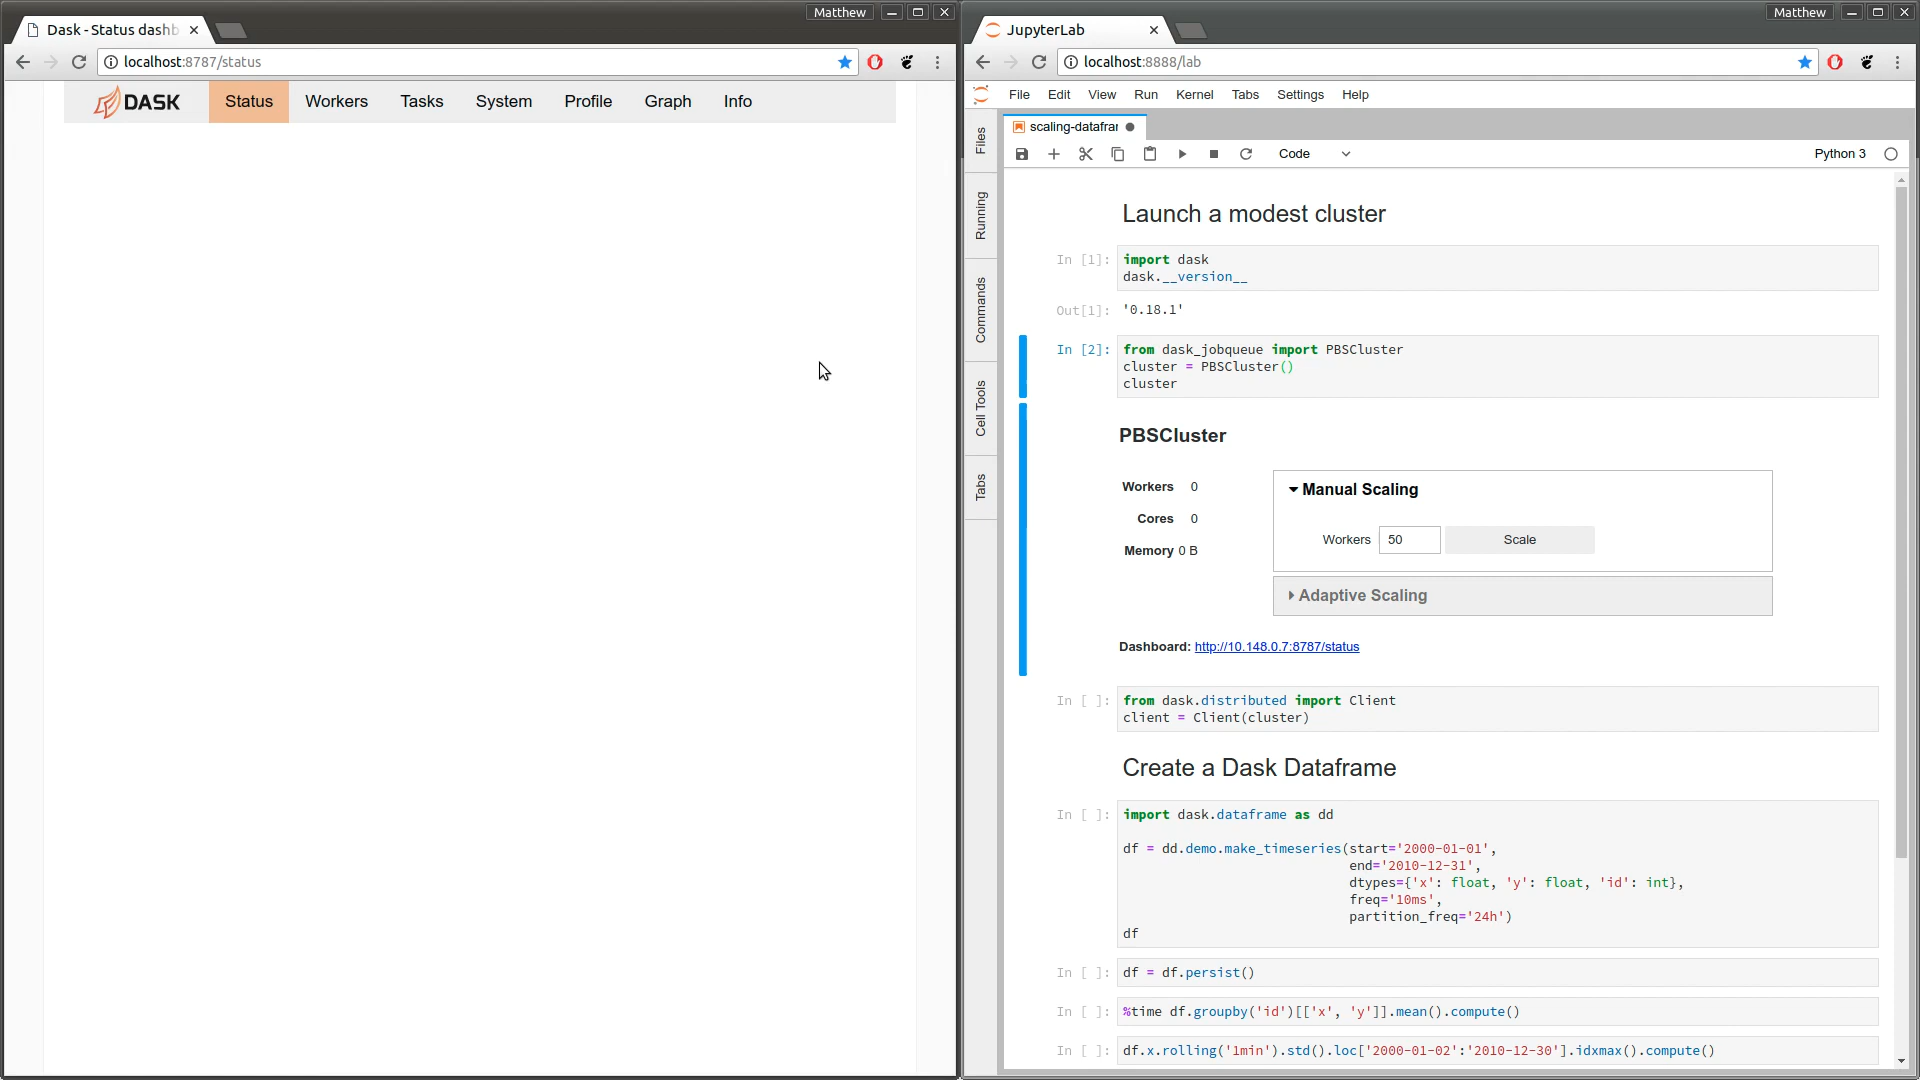 Matthew
Dask - Status dashb
localhost:8787/status
DASK
Status
Workers
Tasks
System
Profile
Graph
Info
Matthew
JupyterLab
localhost:8888/lab
File
Edit
View
Run
Kernel
Tabs
Settings
Help
Files
Running
Commands
Cell Tools
Tabs
scaling-datafrar
Code
Python 3
Launch a modest cluster
In [1]:
import dask
dask.__version__
Out[1]: '0.18.1'
In [2]:
from dask_jobqueue import PBSCluster
cluster = PBSCluster()
cluster
PBSCluster
Workers 0
Cores 0
Memory 0 B
Manual Scaling
Workers 50 Scale
Adaptive Scaling
Dashboard: http://10.148.0.7:8787/status
In [ ]:
from dask.distributed import Client
client = Client(cluster)
Create a Dask Dataframe
In [ ]:
import dask.dataframe as dd
df = dd.demo.make_timeseries(start='2000-01-01',
end='2010-12-31',
dtypes={'x': float, 'y': float, 'id': int},
freq='10ms',
partition_freq='24h')
df
In [ ]: df = df.persist()
In [ ]: %time df.groupby('id')[['x', 'y']].mean().compute()
In [ ]: df.x.rolling('1min').std().loc['2000-01-02':'2010-12-30'].idxmax().compute()